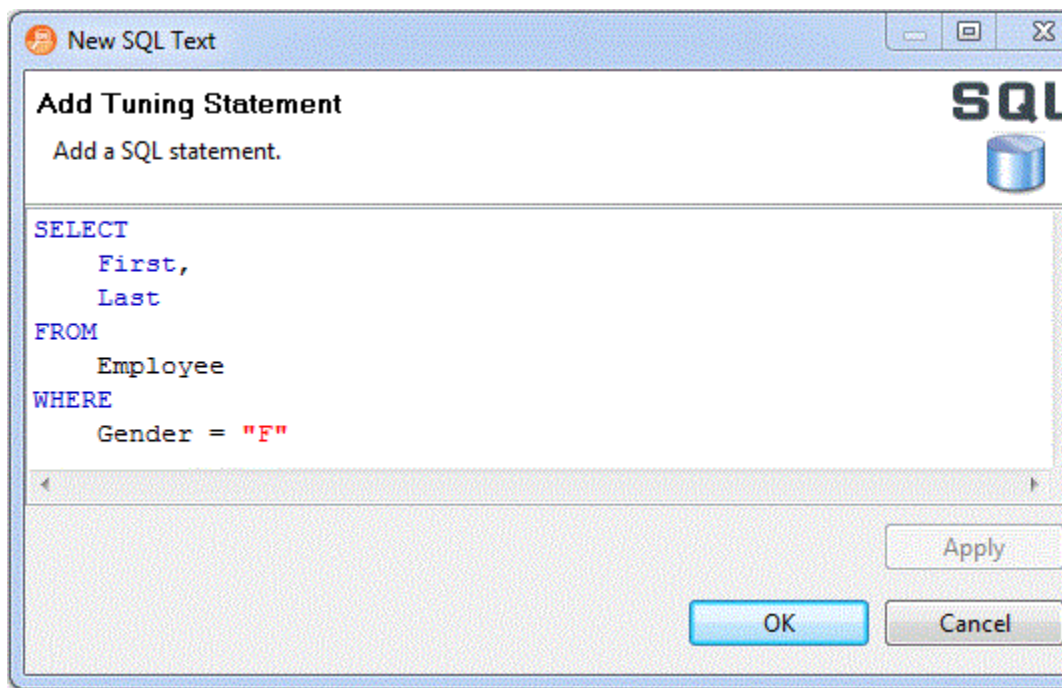 New SQL Text
Add Tuning Statement
SQL
Add a SQL statement.
SELECT
    First,
    Last
FROM
    Employee
WHERE
    Gender = "F"
Apply
OK
Cancel